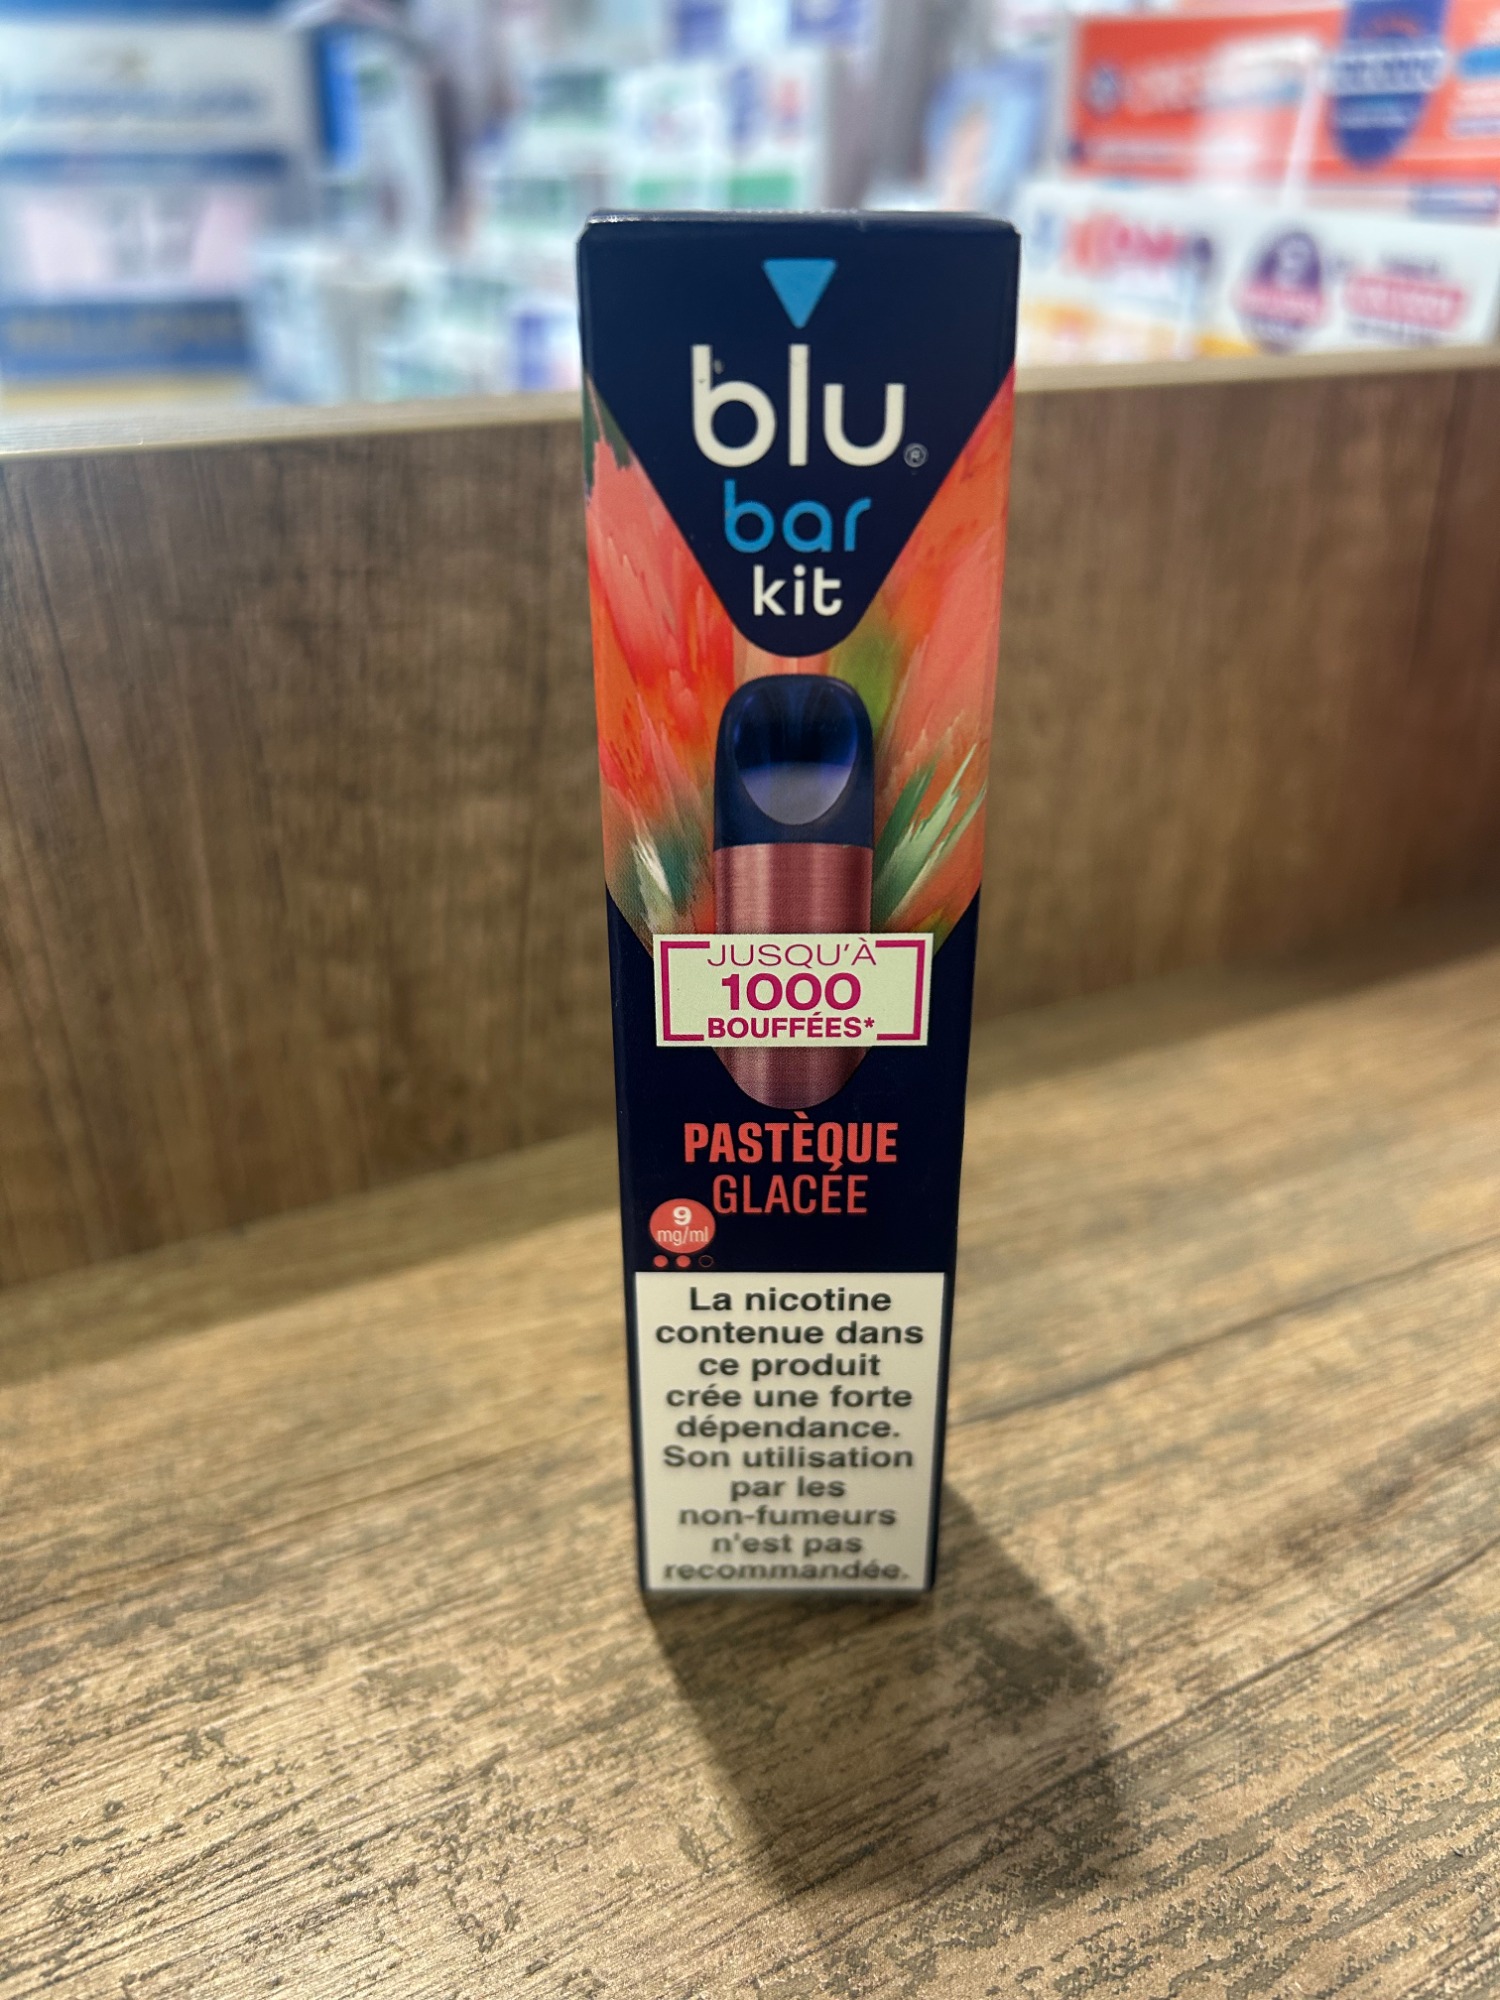 blu®
bar
kit
JUSQU'À
1000
BOUFFÉES*
PASTÈQUE
GLACÉE
9
mg/ml
La nicotine
contenue dans
ce produit
crée une forte
dépendance.
Son utilisation
par les
non-fumeurs
n'est pas
recommandée.